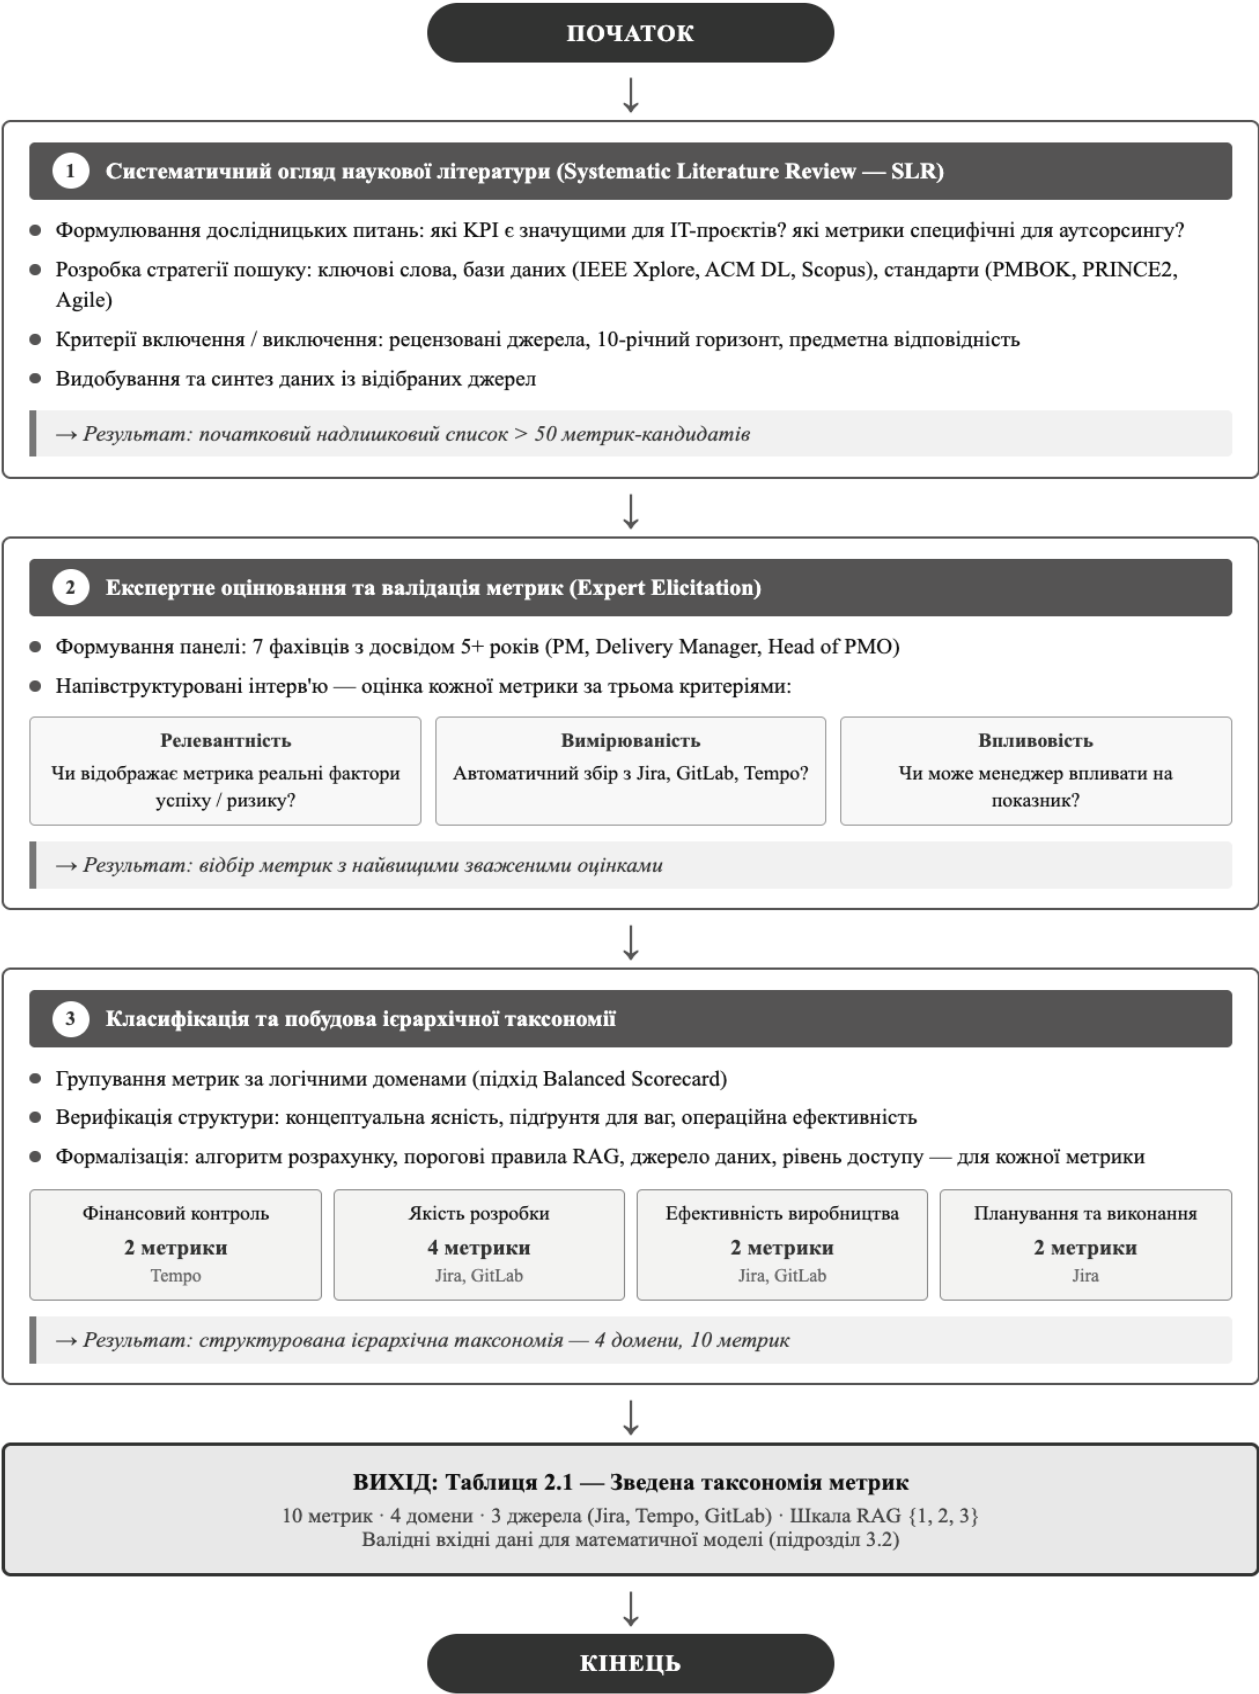 ПОЧАТОК
1 Систематичний огляд наукової літератури (Systematic Literature Review — SLR)
Формулювання дослідницьких питань: які KPI є значущими для IT-проєктів? які метрики специфічні для аутсорсингу?
Розробка стратегії пошуку: ключові слова, бази даних (IEEE Xplore, ACM DL, Scopus), стандарти (PMBOK, PRINCE2,
Agile)
Критерії включення / виключення: рецензовані джерела, 10-річний горизонт, предметна відповідність
Видобування та синтез даних із відібраних джерел
→ Результат: початковий надлишковий список > 50 метрик-кандидатів
2 Експертне оцінювання та валідація метрик (Expert Elicitation)
Формування панелі: 7 фахівців з досвідом 5+ років (PM, Delivery Manager, Head of PMO)
Напівструктуровані інтерв'ю — оцінка кожної метрики за трьома критеріями:
Релевантність
Чи відображає метрика реальні фактори
успіху / ризику?
Вимірюваність
Автоматичний збір з Jira, GitLab, Tempo?
Впливовість
Чи може менеджер впливати на
показник?
→ Результат: відбір метрик з найвищими зваженими оцінками
3 Класифікація та побудова ієрархічної таксономії
Групування метрик за логічними доменами (підхід Balanced Scorecard)
Верифікація структури: концептуальна ясність, підґрунтя для ваг, операційна ефективність
Формалізація: алгоритм розрахунку, порогові правила RAG, джерело даних, рівень доступу — для кожної метрики
Фінансовий контроль
2 метрики
Tempo
Якість розробки
4 метрики
Jira, GitLab
Ефективність виробництва
2 метрики
Jira, GitLab
Планування та виконання
2 метрики
Jira
→ Результат: структурована ієрархічна таксономія — 4 домени, 10 метрик
ВИХІД: Таблиця 2.1 — Зведена таксономія метрик
10 метрик · 4 домени · 3 джерела (Jira, Tempo, GitLab) · Шкала RAG {1, 2, 3}
Валідні вхідні дані для математичної моделі (підрозділ 3.2)
КІНЕЦЬ